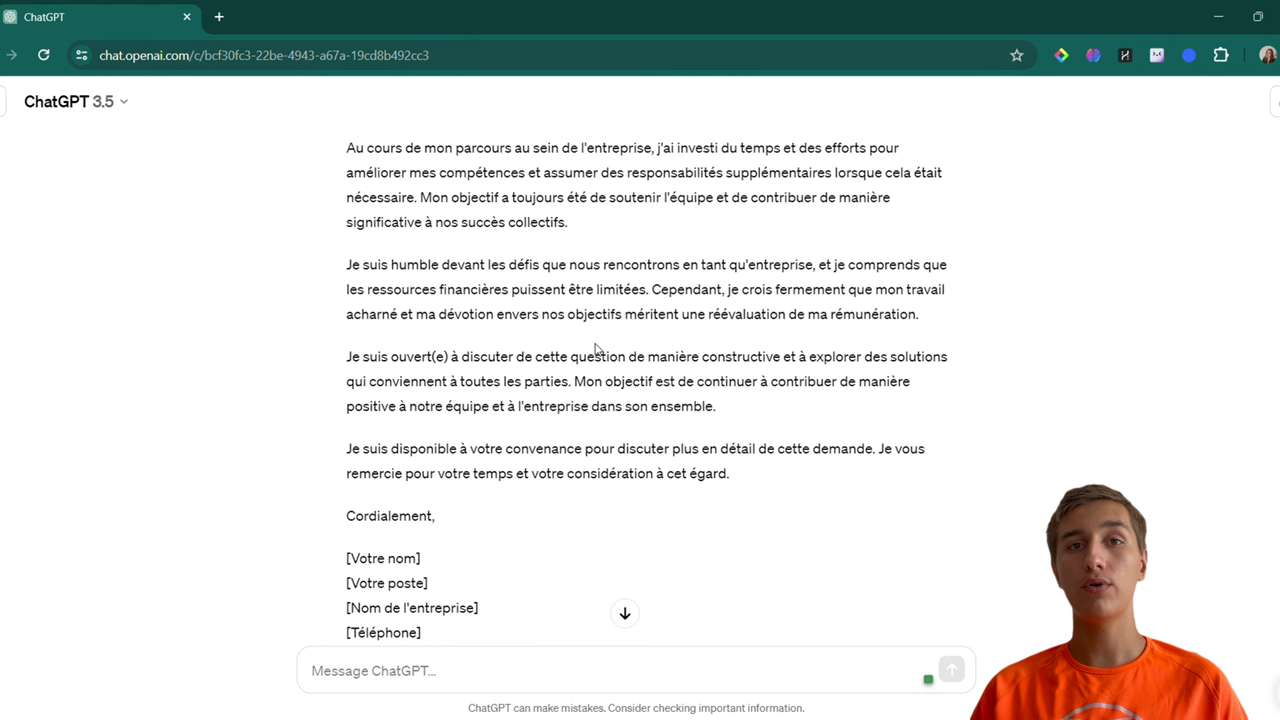 ChatGPT
chat.openai.com/c/bcf30fc3-22be-4943-a67a-19cd8b492cc3
ChatGPT 3.5
Au cours de mon parcours au sein de l'entreprise, j'ai investi du temps et des efforts pour
améliorer mes compétences et assumer des responsabilités supplémentaires lorsque cela était
nécessaire. Mon objectif a toujours été de soutenir l'équipe et de contribuer de manière
significative à nos succès collectifs.
Je suis humble devant les défis que nous rencontrons en tant qu'entreprise, et je comprends que
les ressources financières puissent être limitées. Cependant, je crois fermement que mon travail
acharné et ma dévotion envers nos objectifs méritent une réévaluation de ma rémunération.
Je suis ouvert(e) à discuter de cette question de manière constructive et à explorer des solutions
qui conviennent à toutes les parties. Mon objectif est de continuer à contribuer de manière
positive à notre équipe et à l'entreprise dans son ensemble.
Je suis disponible à votre convenance pour discuter plus en détail de cette demande. Je vous
remercie pour votre temps et votre considération à cet égard.
Cordialement,
[Votre nom]
[Votre poste]
[Nom de l'entreprise]
[Téléphone]
Message ChatGPT...
ChatGPT can make mistakes. Consider checking important information.